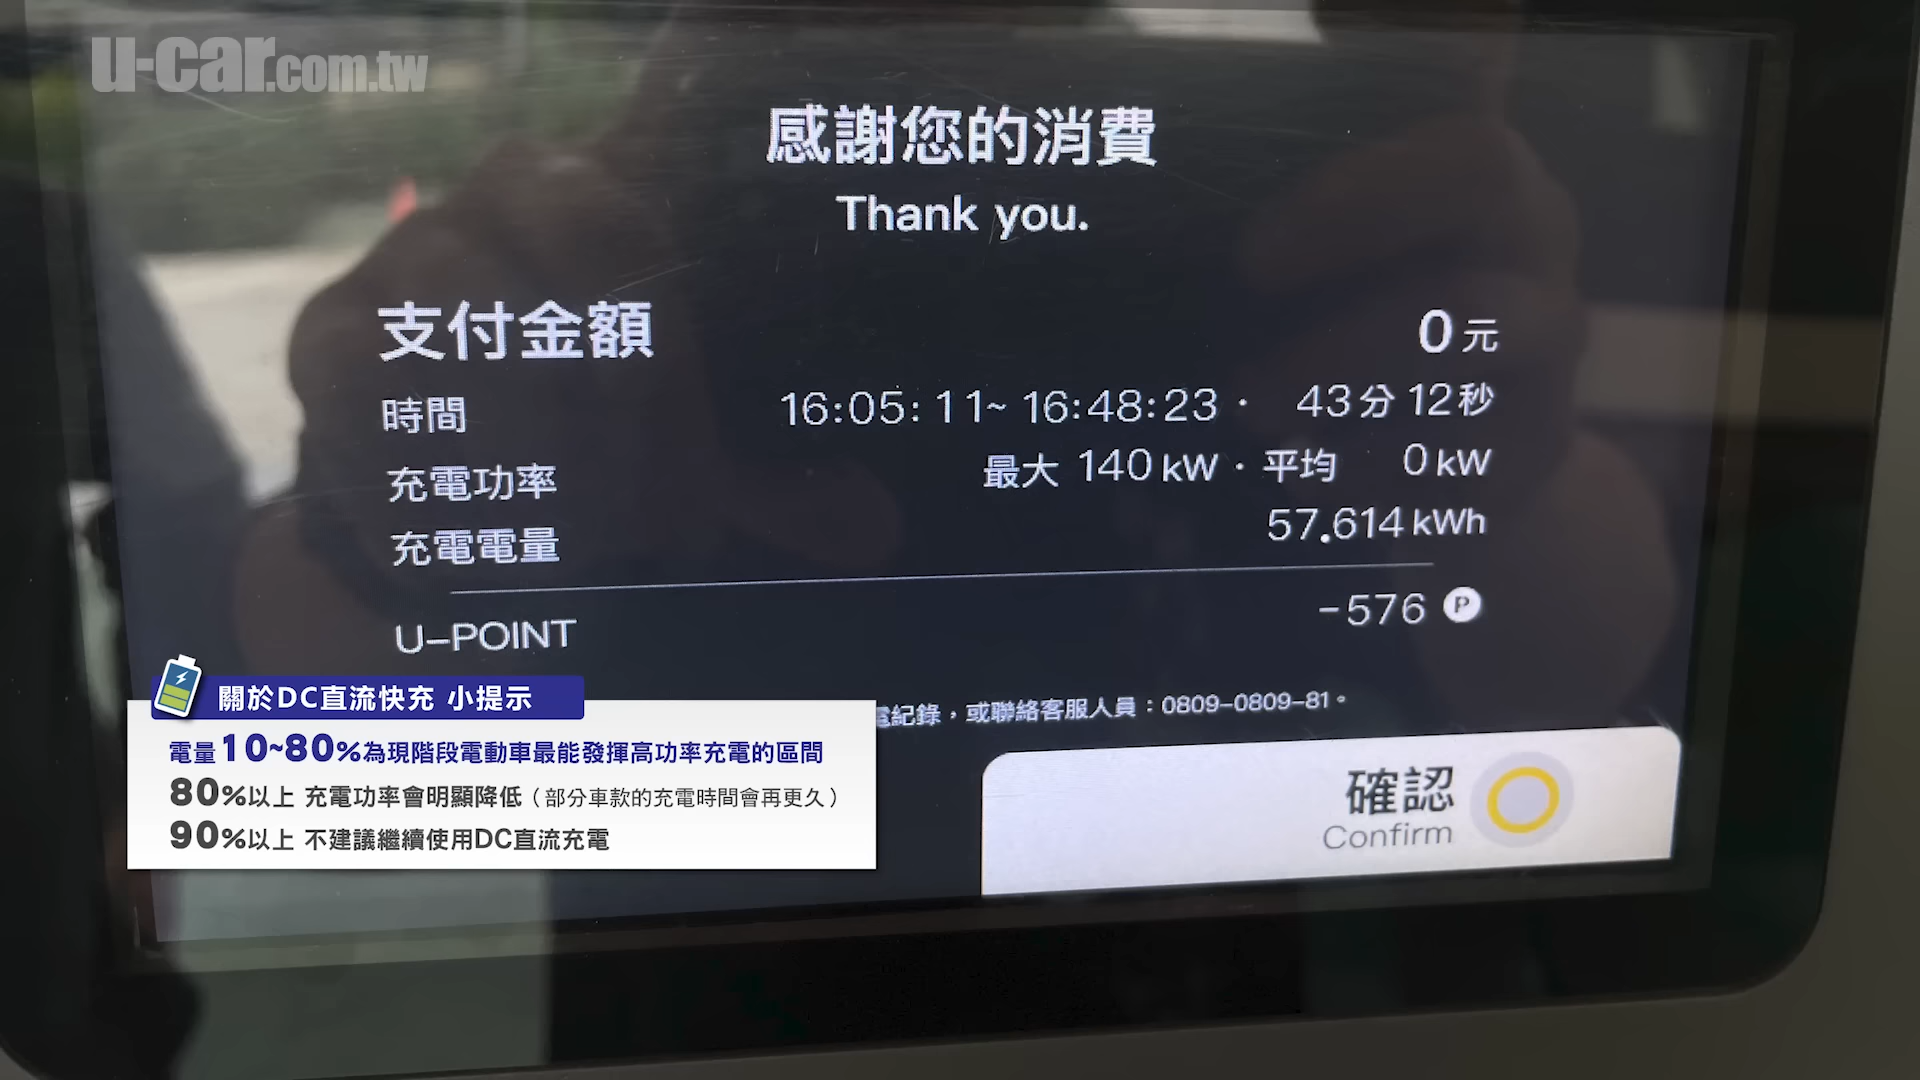 u-car.com.tw
感謝您的消費
Thank you.
支付金額 0元
時間 16:05:11~ 16:48:23 · 43分 12秒
充電功率 最大 140 kW · 平均 0 kW
充電電量 57.614 kWh
U-POINT -576 P
紀錄，或聯絡客服人員：0809-0809-81。
關於DC直流快充 小提示
電量10~80%為現階段電動車最能發揮高功率充電的區間
80%以上 充電功率會明顯降低（部分車款的充電時間會再更久）
90%以上 不建議繼續使用DC直流充電
確認
Confirm